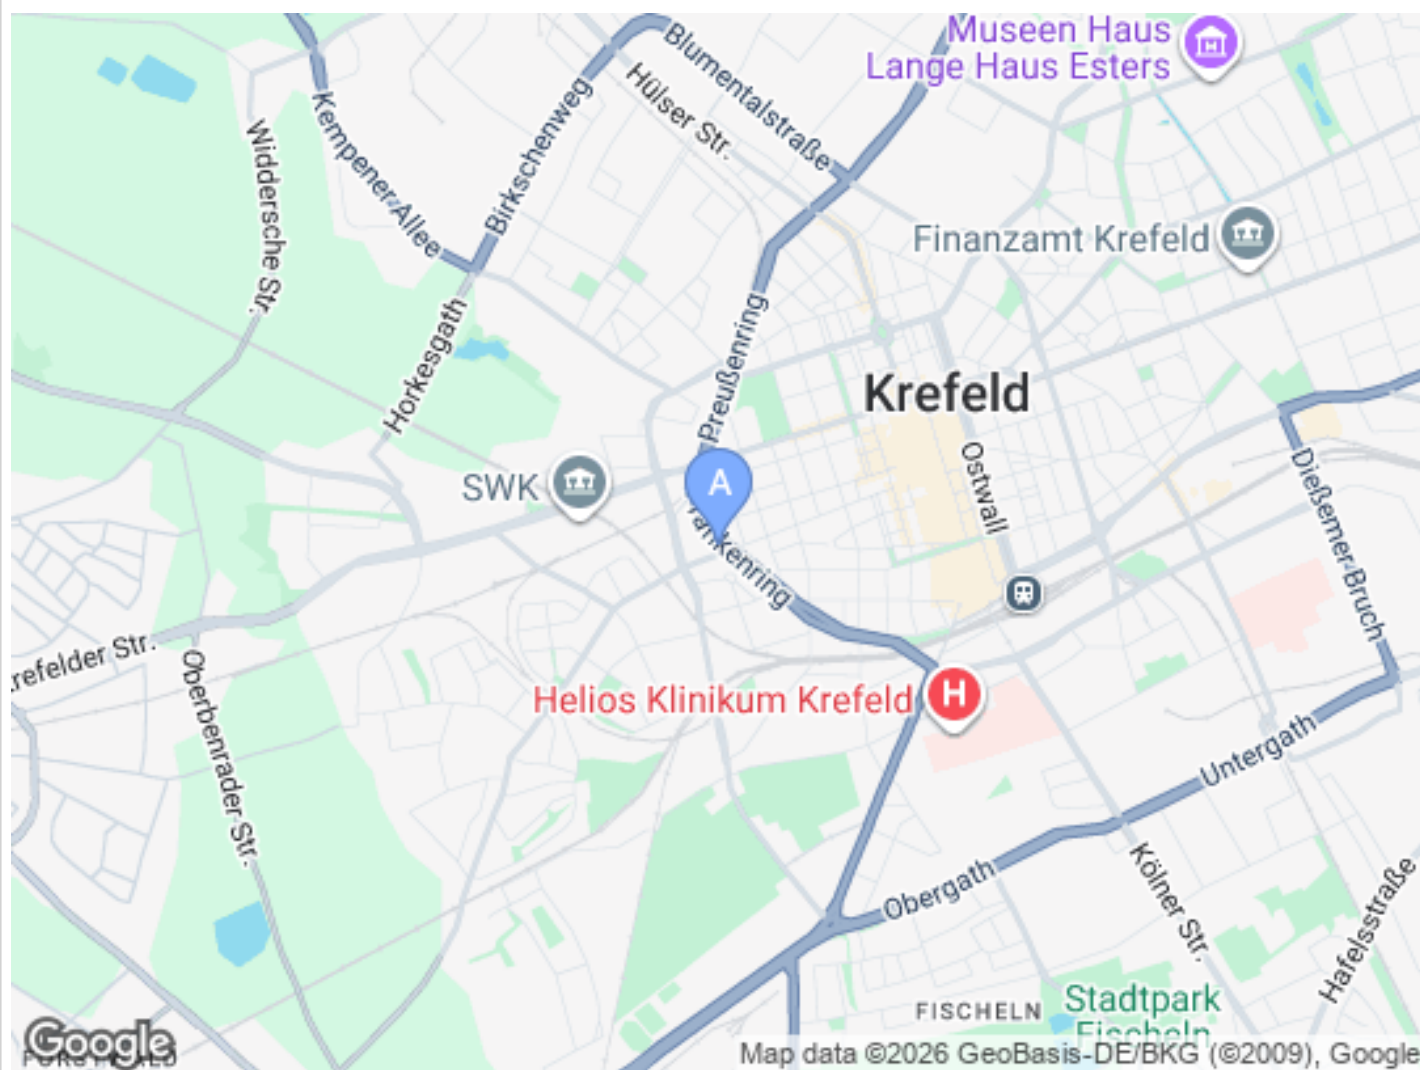 Museen Haus
Lange Haus Esters
Blumentalstraße
Hülser Str.
Kempener Allee
Birkschenweg
Widdersche Str.
Finanzamt Krefeld
Horkesgath
Preußenring
Krefeld
Ostwall
SWK
A
Dießemer Bruch
Krefelder Str.
Oberbenrader Str.
Helios Klinikum Krefeld
H
Untergath
Obergath
Kölner Str.
Hafelsstraße
FISCHELN
Stadtpark
Fischeln
Google
Map data ©2026 GeoBasis-DE/BKG (©2009), Google